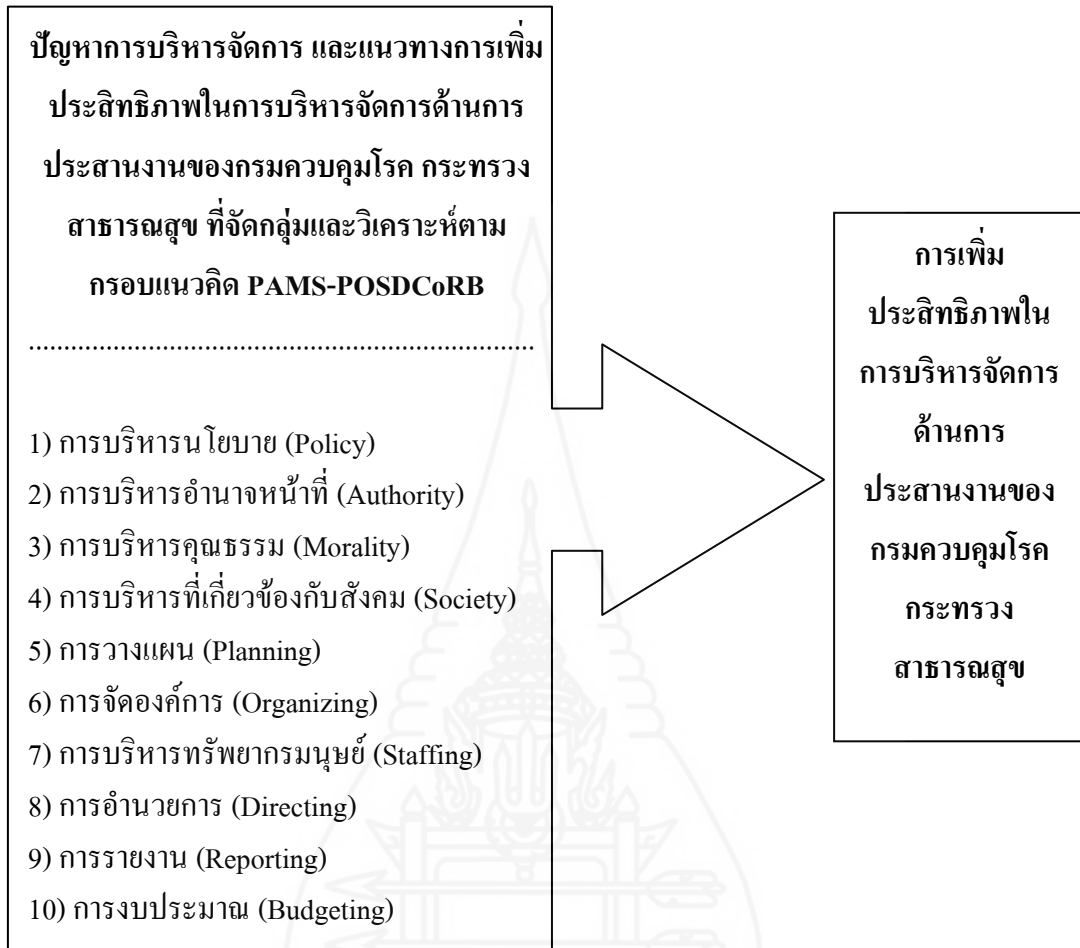 ปัญหาการบริหารจัดการ และแนวทางการเพิ่ม
ประสิทธิภาพในการบริหารจัดการด้านการ
ประสานงานของกรมควบคุมโรค กระทรวง
สาธารณสุข ที่จัดกลุ่มและวิเคราะห์ตาม
กรอบแนวคิด PAMS-POSDCoRB
........................................................................
1) การบริหารนโยบาย (Policy)
2) การบริหารอำนาจหน้าที่ (Authority)
3) การบริหารคุณธรรม (Morality)
4) การบริหารที่เกี่ยวข้องกับสังคม (Society)
5) การวางแผน (Planning)
6) การจัดองค์การ (Organizing)
7) การบริหารทรัพยากรมนุษย์ (Staffing)
8) การอำนวยการ (Directing)
9) การรายงาน (Reporting)
10) การงบประมาณ (Budgeting)
การเพิ่ม
ประสิทธิภาพใน
การบริหารจัดการ
ด้านการ
ประสานงานของ
กรมควบคุมโรค
กระทรวง
สาธารณสุข